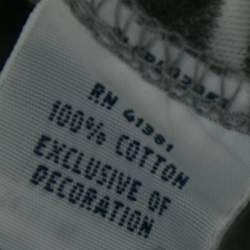 RN 41381
100% COTTON
EXCLUSIVE OF
DECORATION